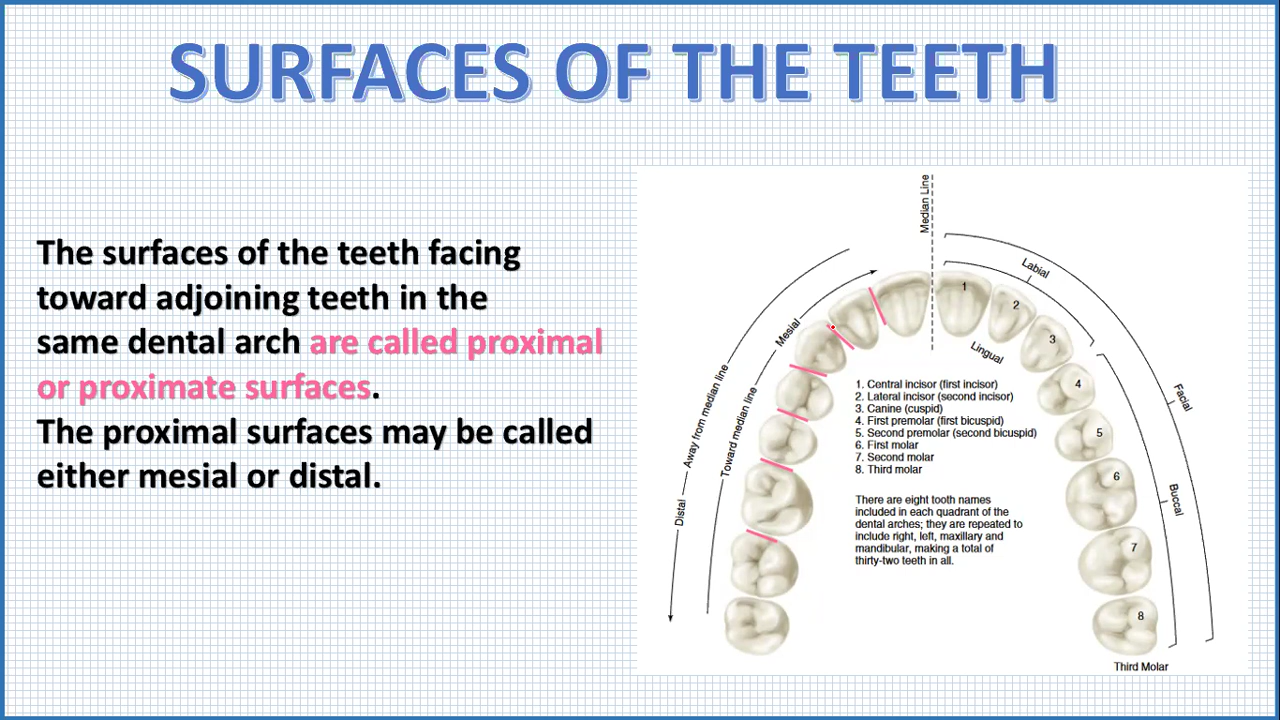 SURFACES OF THE TEETH
The surfaces of the teeth facing
toward adjoining teeth in the
same dental arch are called proximal
or proximate surfaces.
The proximal surfaces may be called
either mesial or distal.
Median Line
Labial
Mesial
Lingual
Facial
Away from median line
Toward median line
Distal
Buccal
1
2
3
4
5
6
7
8
1. Central incisor (first incisor)
2. Lateral incisor (second incisor)
3. Canine (cuspid)
4. First premolar (first bicuspid)
5. Second premolar (second bicuspid)
6. First molar
7. Second molar
8. Third molar
There are eight tooth names
included in each quadrant of the
dental arches; they are repeated to
include right, left, maxillary and
mandibular, making a total of
thirty-two teeth in all.
Third Molar